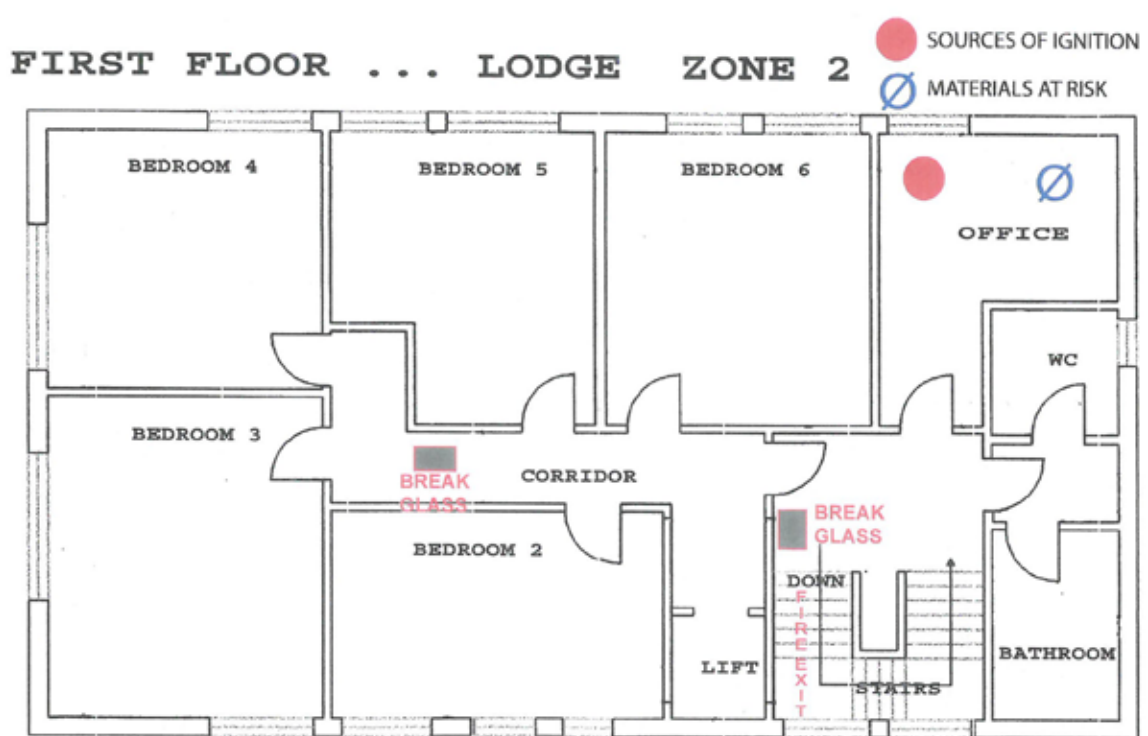 FIRST FLOOR ... LODGE ZONE 2
SOURCES OF IGNITION
MATERIALS AT RISK
BEDROOM 4
BEDROOM 5
BEDROOM 6
OFFICE
WC
BEDROOM 3
CORRIDOR
BREAK
GLASS
BREAK
GLASS
BEDROOM 2
DOWN
FIRE EXIT
LIFT
STAIRS
BATHROOM